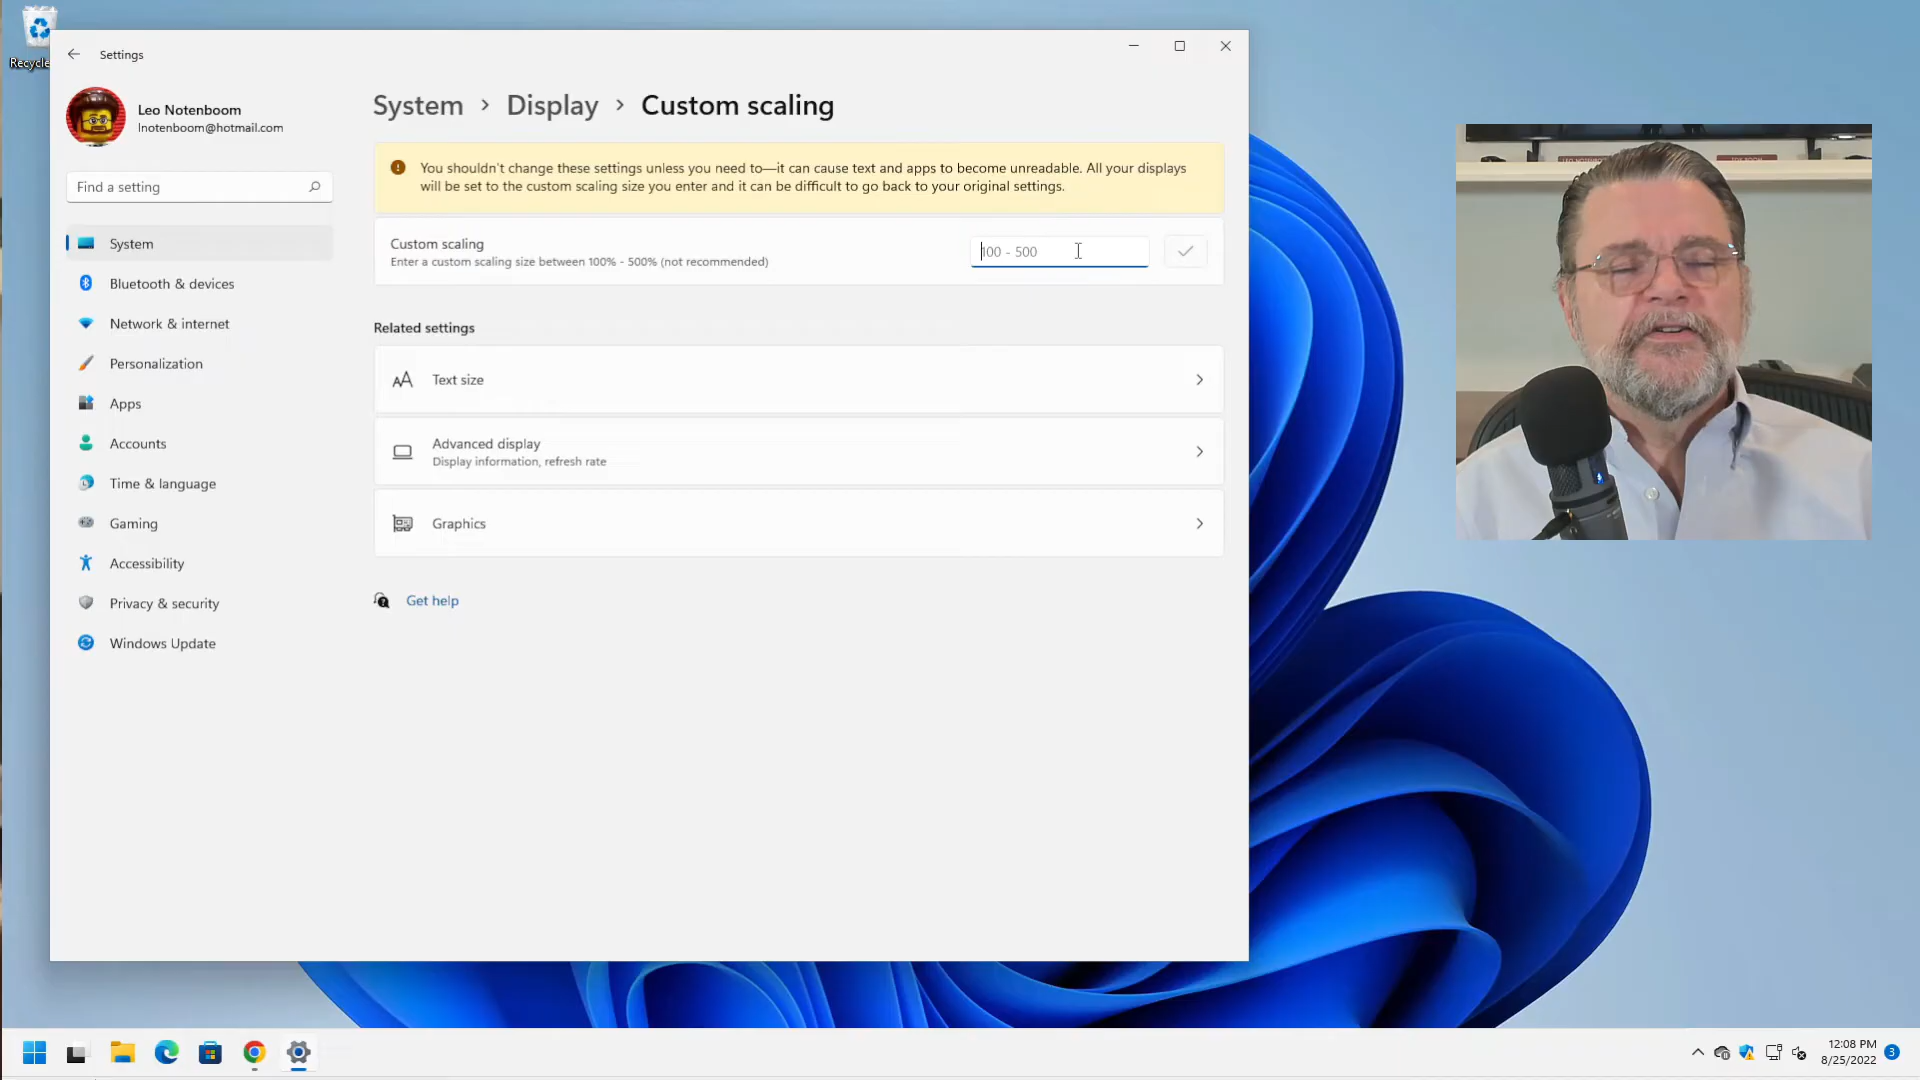 Recycle
Settings
Leo Notenboom
lnotenboom@hotmail.com
Find a setting
System
Bluetooth & devices
Network & internet
Personalization
Apps
Accounts
Time & language
Gaming
Accessibility
Privacy & security
Windows Update
System > Display > Custom scaling
You shouldn't change these settings unless you need to—it can cause text and apps to become unreadable. All your displays
will be set to the custom scaling size you enter and it can be difficult to go back to your original settings.
Custom scaling
Enter a custom scaling size between 100% - 500% (not recommended)
100 - 500
Related settings
Text size
Advanced display
Display information, refresh rate
Graphics
Get help
12:08 PM
8/25/2022
3